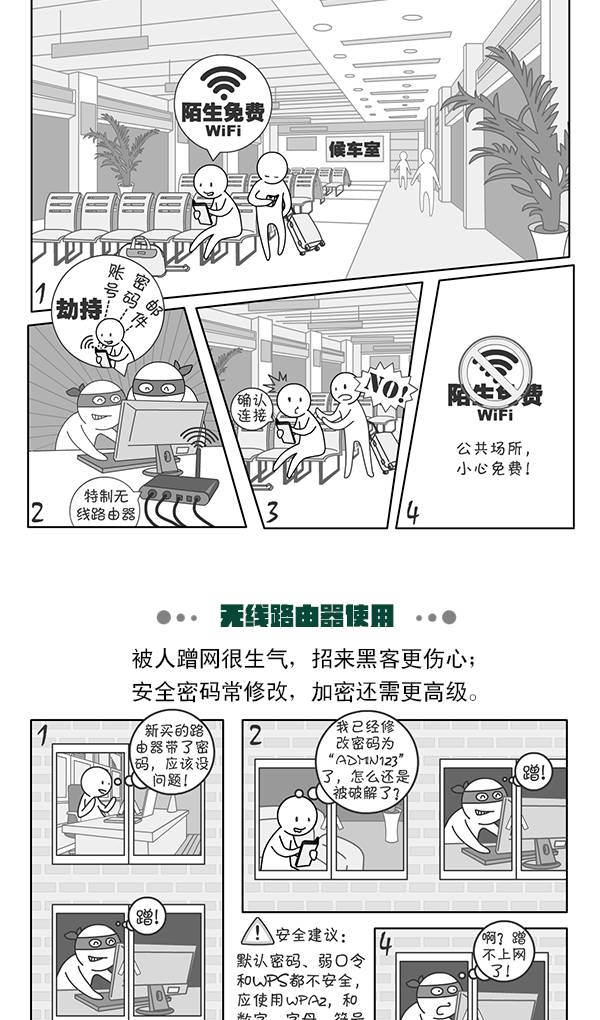 陌生免费
WiFi
候车室
1
劫持
账号
密码
邮件
特制无
线路由器
2
确认
连接
NO!
3
陌生免费
WiFi
公共场所，
小心免费！
4
无线路由器使用
被人蹭网很生气，招来黑客更伤心；
安全密码常修改，加密还需更高级。
1
新买的路
由器带了密
码，应该没
问题！
2
我已经修
改密码为
“ADMIN123”
了，怎么还是
被破解了？
蹭！
蹭！
安全建议：
默认密码、弱口令
和WPS都不安全，
应使用WPA2，和
数字、字母、符号
4
啊？蹭
不上网
了！